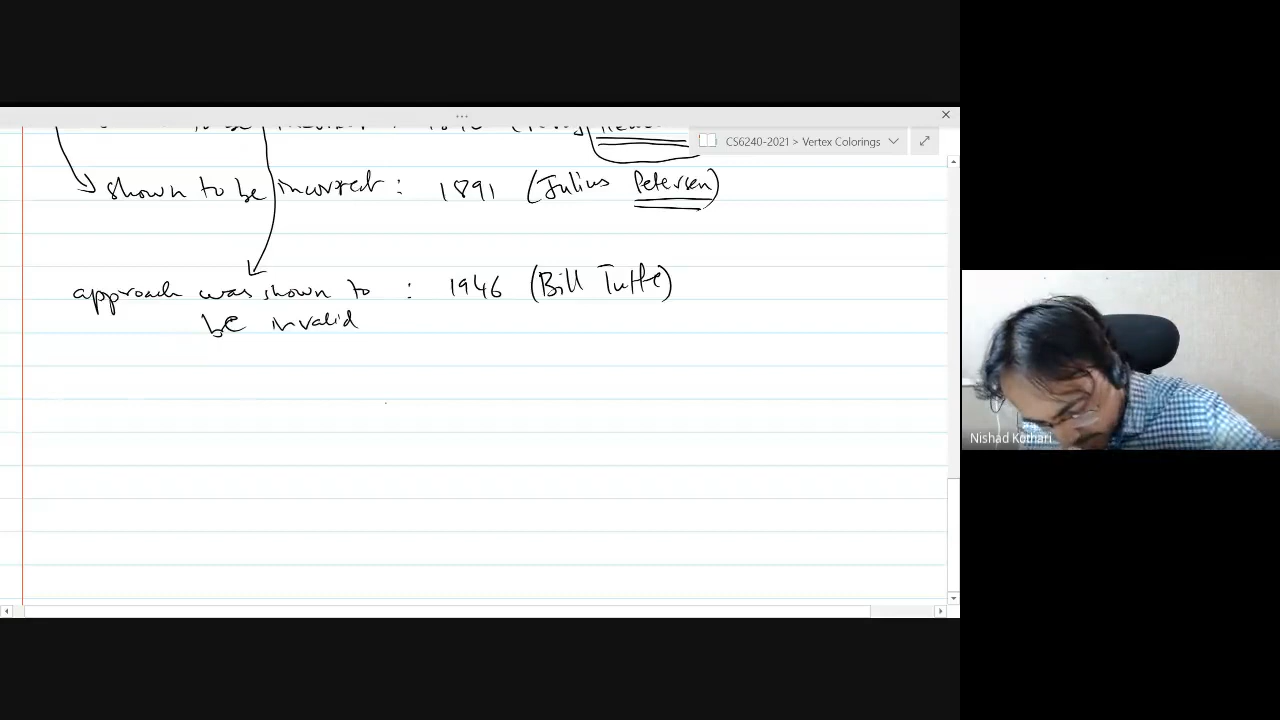 CS6240-2021 > Vertex Colorings
shown to be incorrect : 1891 (Julius Petersen)
approach was shown to : 1946 (Bill Tutte)
be invalid
Nishad Kothari